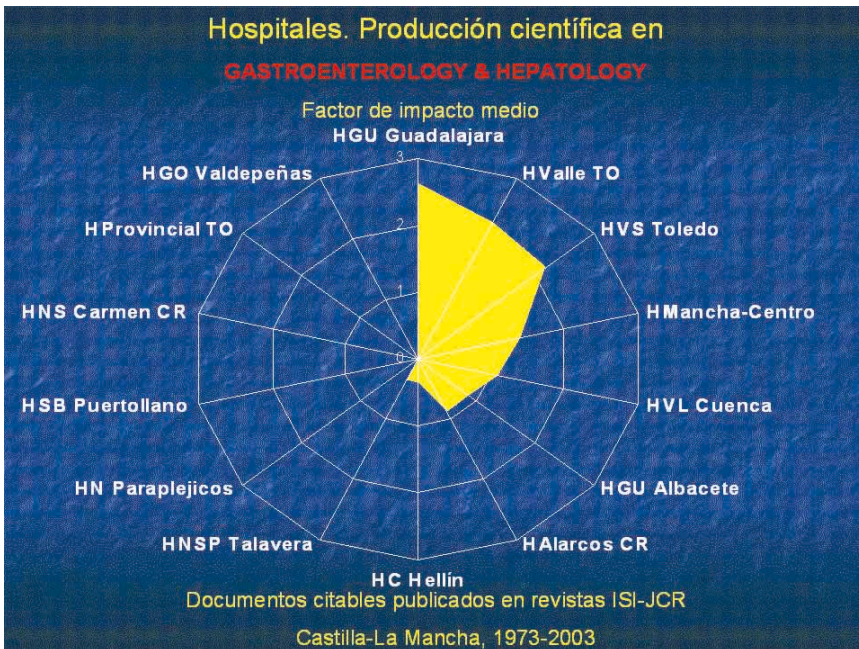 Hospitales. Producción científica en
GASTROENTEROLOGY & HEPATOLOGY
Factor de impacto medio
HGU Guadalajara
3
HGO Valdepeñas
HValle TO
2
HProvincial TO
HVS Toledo
1
HNS Carmen CR
HMancha-Centro
0
HSB Puertollano
HVL Cuenca
HN Paraplejicos
HGU Albacete
HNSP Talavera
HAlarcos CR
HC Hellín
Documentos citables publicados en revistas ISI-JCR
Castilla-La Mancha, 1973-2003